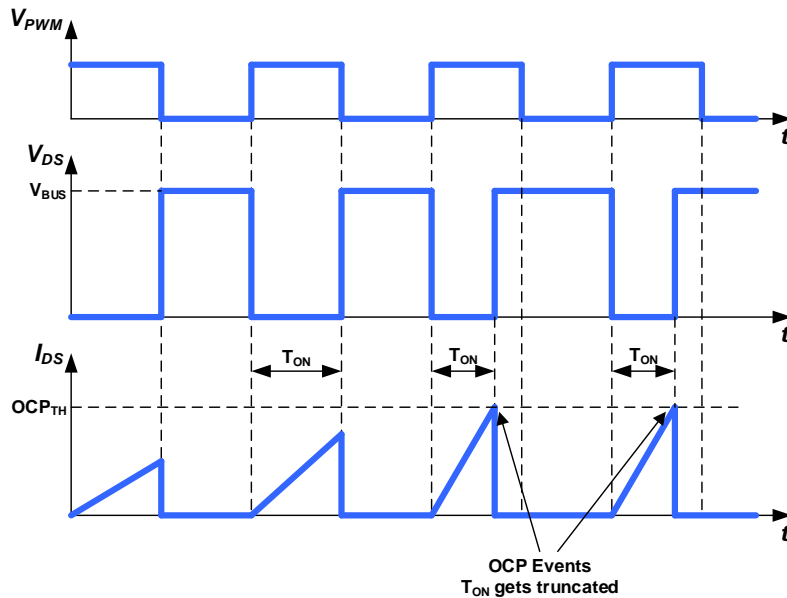 VPWM
t
VDS
VBUS
t
IDS
TON
TON
TON
OCPTH
t
OCP Events
TON gets truncated